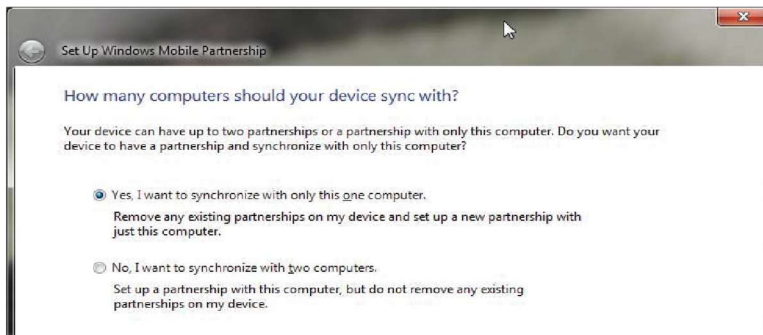 Set Up Windows Mobile Partnership
How many computers should your device sync with?
Your device can have up to two partnerships or a partnership with only this computer. Do you want your
device to have a partnership and synchronize with only this computer?
Yes, I want to synchronize with only this one computer.
Remove any existing partnerships on my device and set up a new partnership with
just this computer.
No, I want to synchronize with two computers.
Set up a partnership with this computer, but do not remove any existing
partnerships on my device.